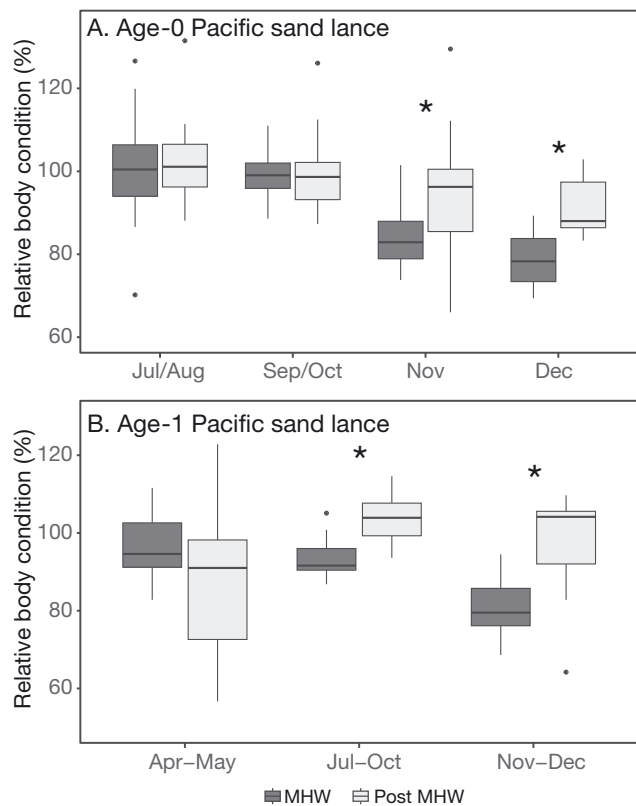 A. Age-0 Pacific sand lance
Relative body condition (%)
120
100
80
60
*
*
Jul/Aug Sep/Oct Nov Dec
B. Age-1 Pacific sand lance
Relative body condition (%)
120
100
80
60
*
*
Apr–May Jul–Oct Nov–Dec
MHW Post MHW